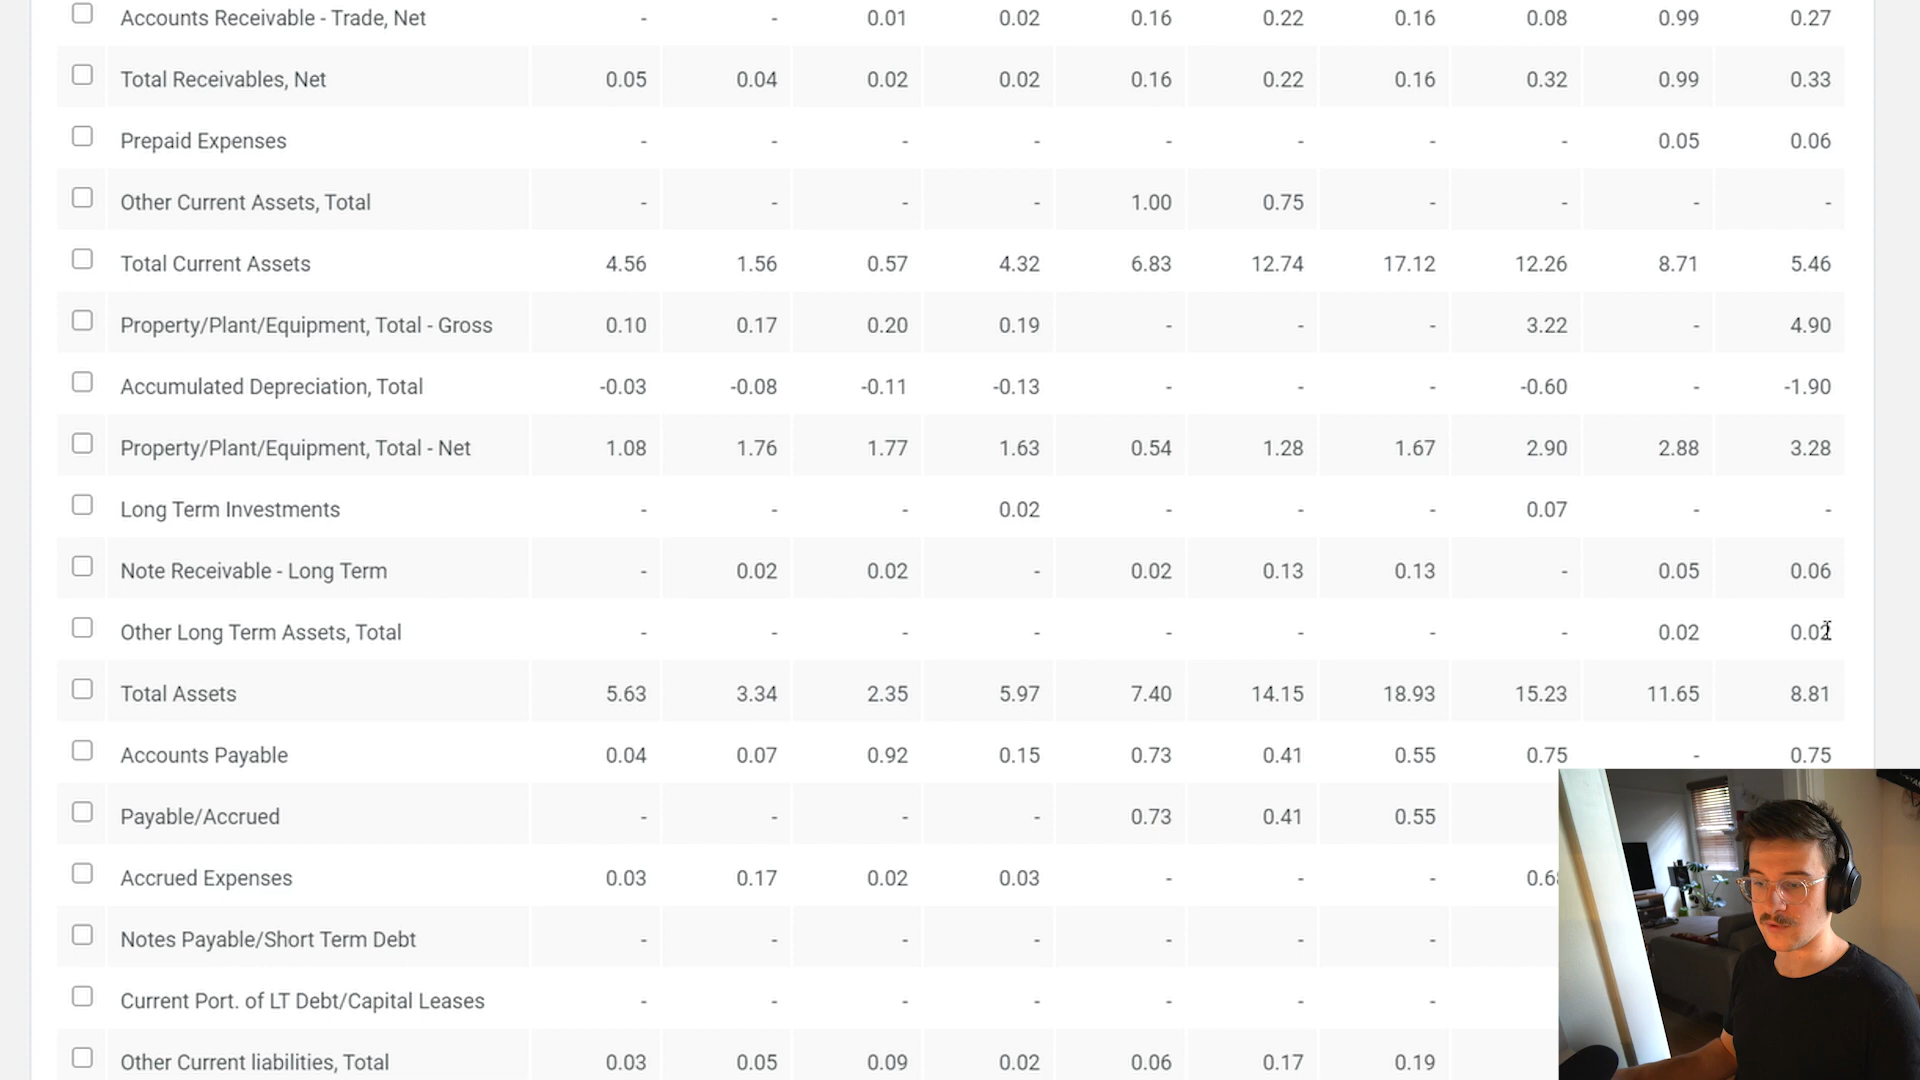 Accounts Receivable - Trade, Net - - 0.01 0.02 0.16 0.22 0.16 0.08 0.99 0.27
Total Receivables, Net 0.05 0.04 0.02 0.02 0.16 0.22 0.16 0.32 0.99 0.33
Prepaid Expenses - - - - - - - - 0.05 0.06
Other Current Assets, Total - - - - 1.00 0.75 - - - -
Total Current Assets 4.56 1.56 0.57 4.32 6.83 12.74 17.12 12.26 8.71 5.46
Property/Plant/Equipment, Total - Gross 0.10 0.17 0.20 0.19 - - - 3.22 - 4.90
Accumulated Depreciation, Total -0.03 -0.08 -0.11 -0.13 - - - -0.60 - -1.90
Property/Plant/Equipment, Total - Net 1.08 1.76 1.77 1.63 0.54 1.28 1.67 2.90 2.88 3.28
Long Term Investments - - - 0.02 - - - 0.07 - -
Note Receivable - Long Term - 0.02 0.02 - 0.02 0.13 0.13 - 0.05 0.06
Other Long Term Assets, Total - - - - - - - - 0.02 0.02
Total Assets 5.63 3.34 2.35 5.97 7.40 14.15 18.93 15.23 11.65 8.81
Accounts Payable 0.04 0.07 0.92 0.15 0.73 0.41 0.55 0.75 - 0.75
Payable/Accrued - - - - 0.73 0.41 0.55
Accrued Expenses 0.03 0.17 0.02 0.03 - - -
Notes Payable/Short Term Debt - - - - - - -
Current Port. of LT Debt/Capital Leases - - - - - - -
Other Current liabilities, Total 0.03 0.05 0.09 0.02 0.06 0.17 0.19